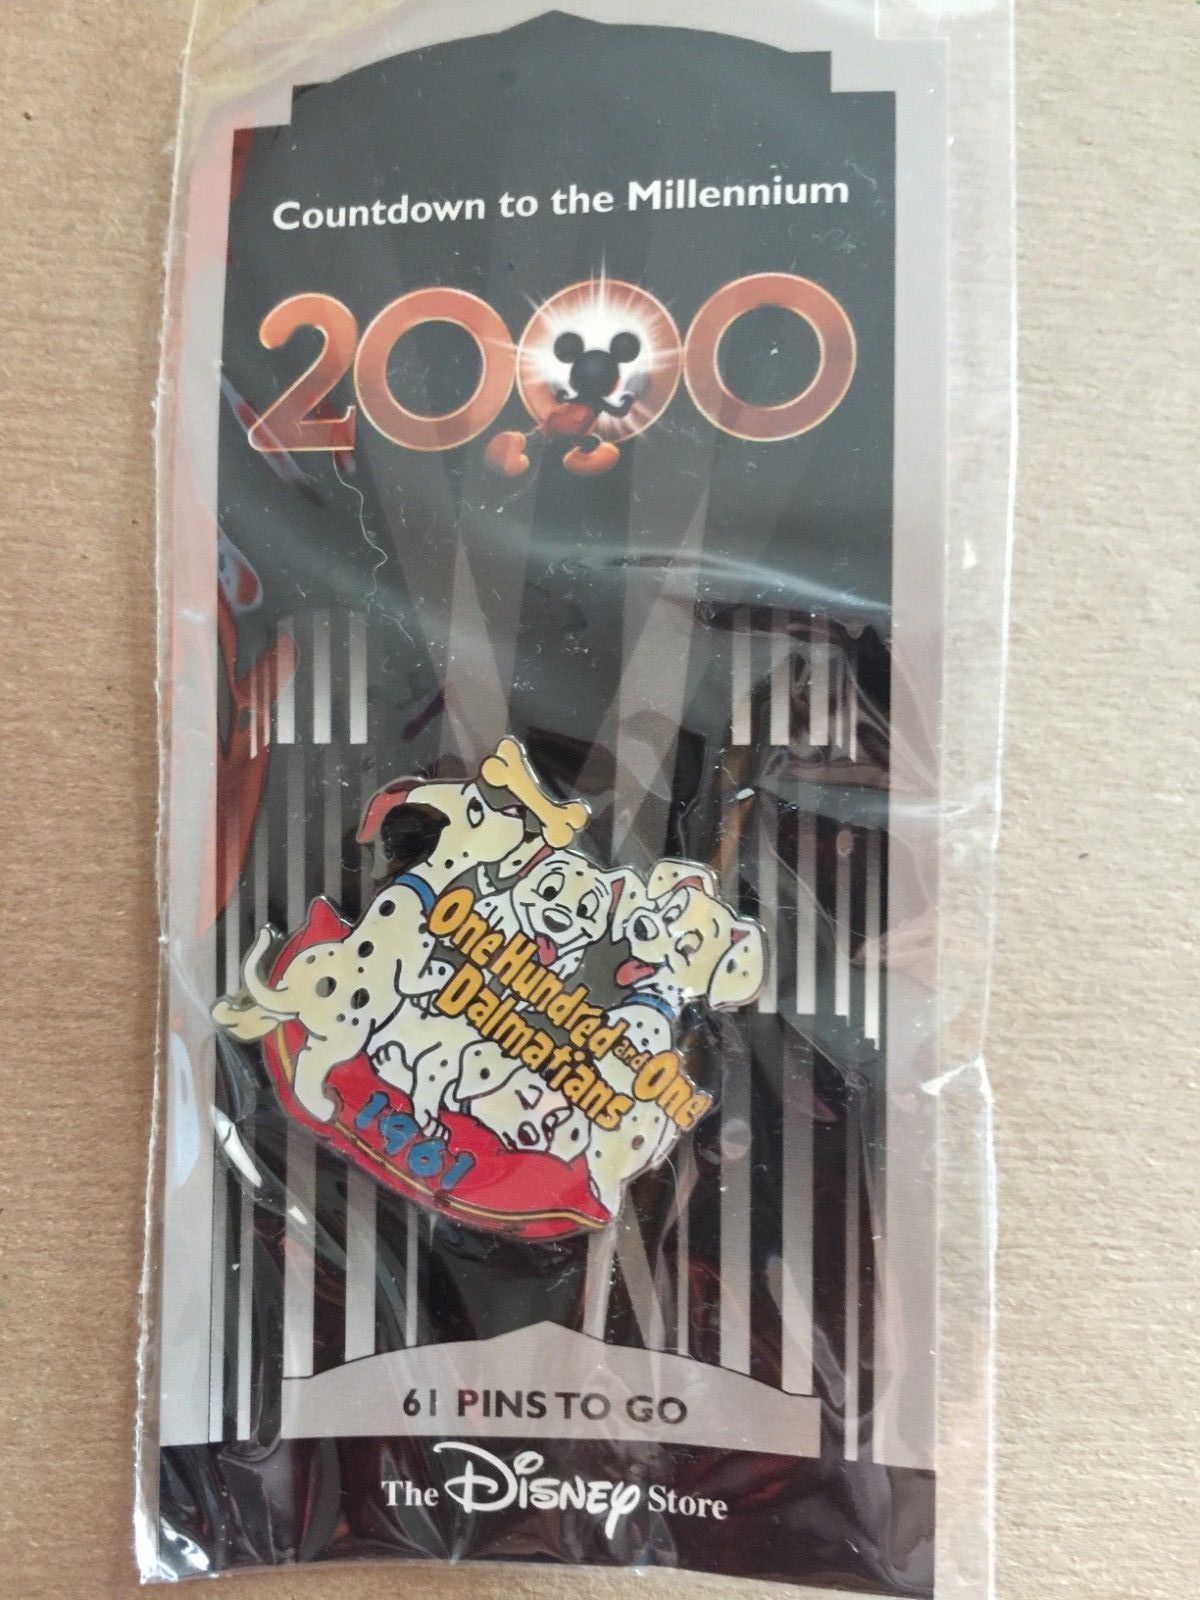 Countdown to the Millennium
2000
One Hundred and One
Dalmatians
1961
61 PINS TO GO
The Disney Store